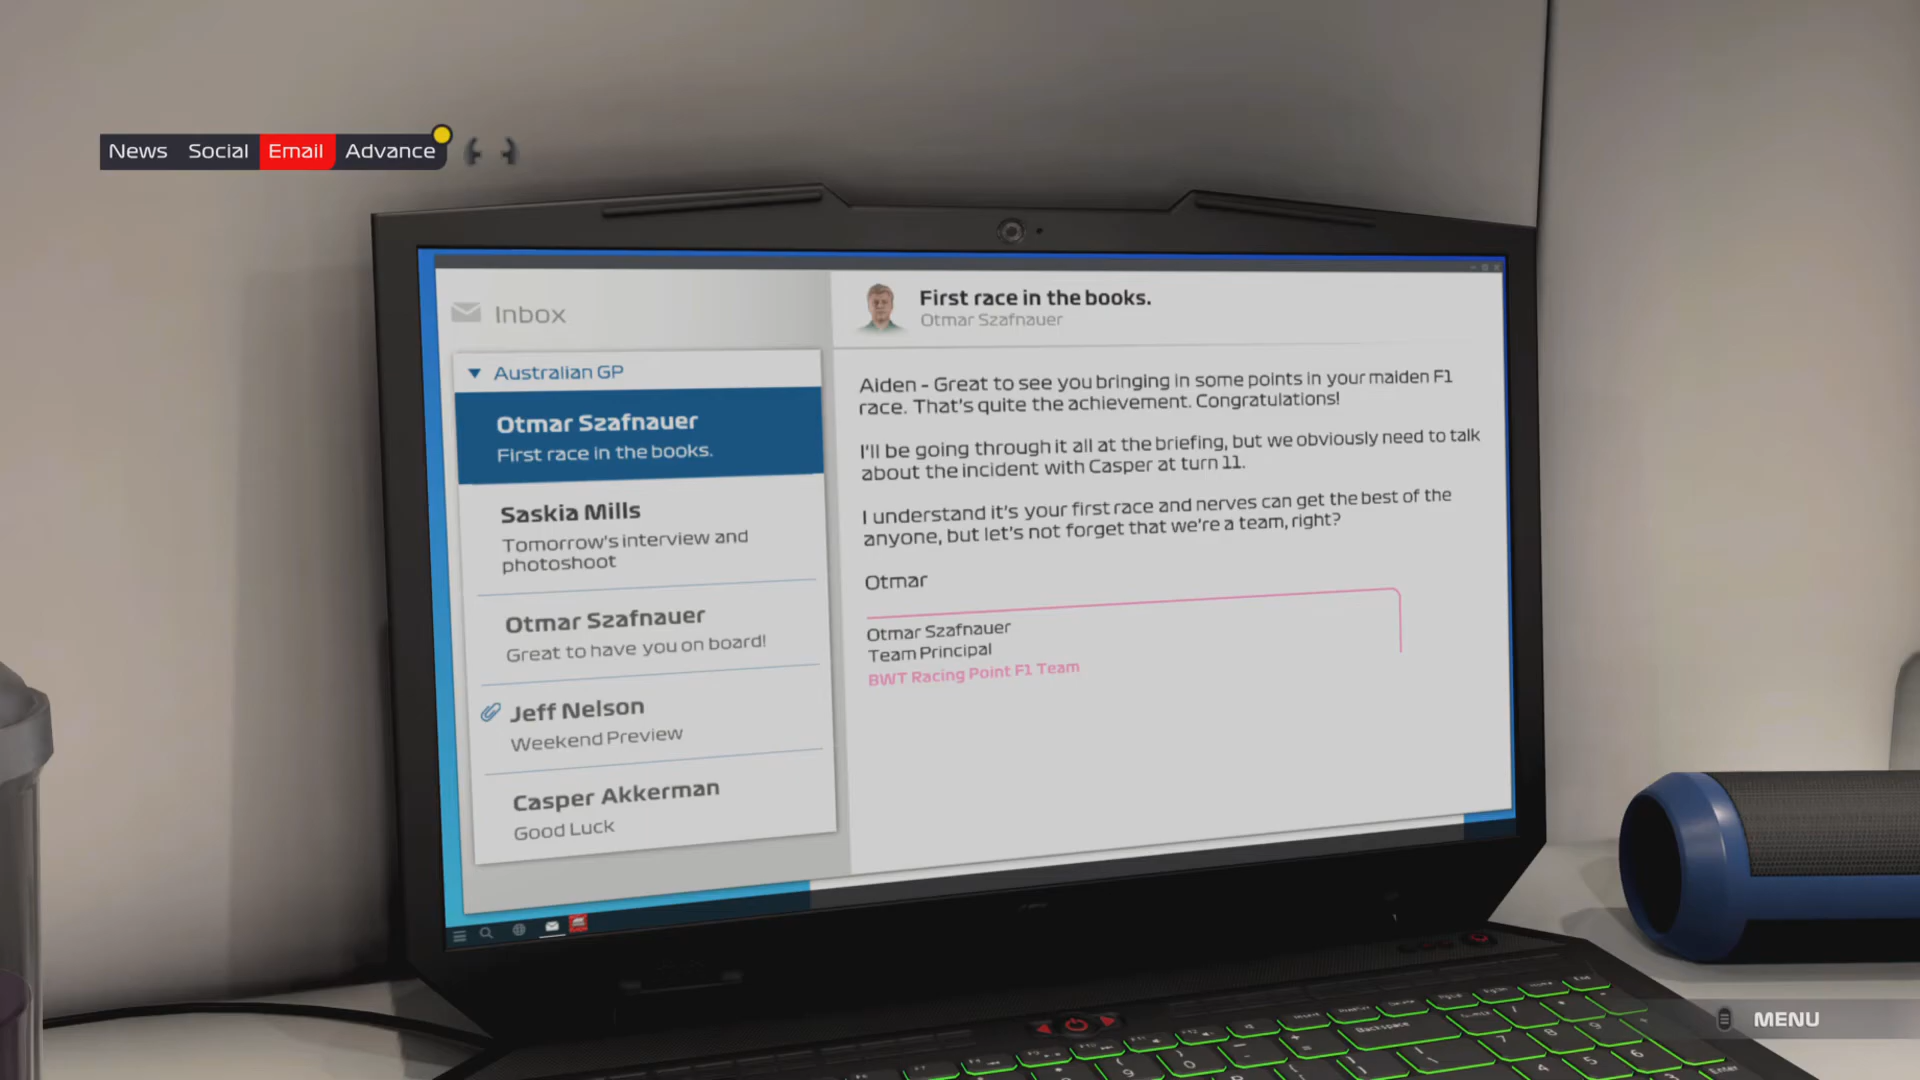 News Social Email Advance
Inbox
Australian GP
Otmar Szafnauer
First race in the books.
Saskia Mills
Tomorrow's interview and
photoshoot
Otmar Szafnauer
Great to have you on board!
Jeff Nelson
Weekend Preview
Casper Akkerman
Good Luck
First race in the books.
Otmar Szafnauer
Aiden - Great to see you bringing in some points in your maiden F1
race. That's quite the achievement. Congratulations!
I'll be going through it all at the briefing, but we obviously need to talk
about the incident with Casper at turn 11.
I understand it's your first race and nerves can get the best of the
anyone, but let's not forget that we're a team, right?
Otmar
Otmar Szafnauer
Team Principal
BWT Racing Point F1 Team
Backspace
Enter
MENU